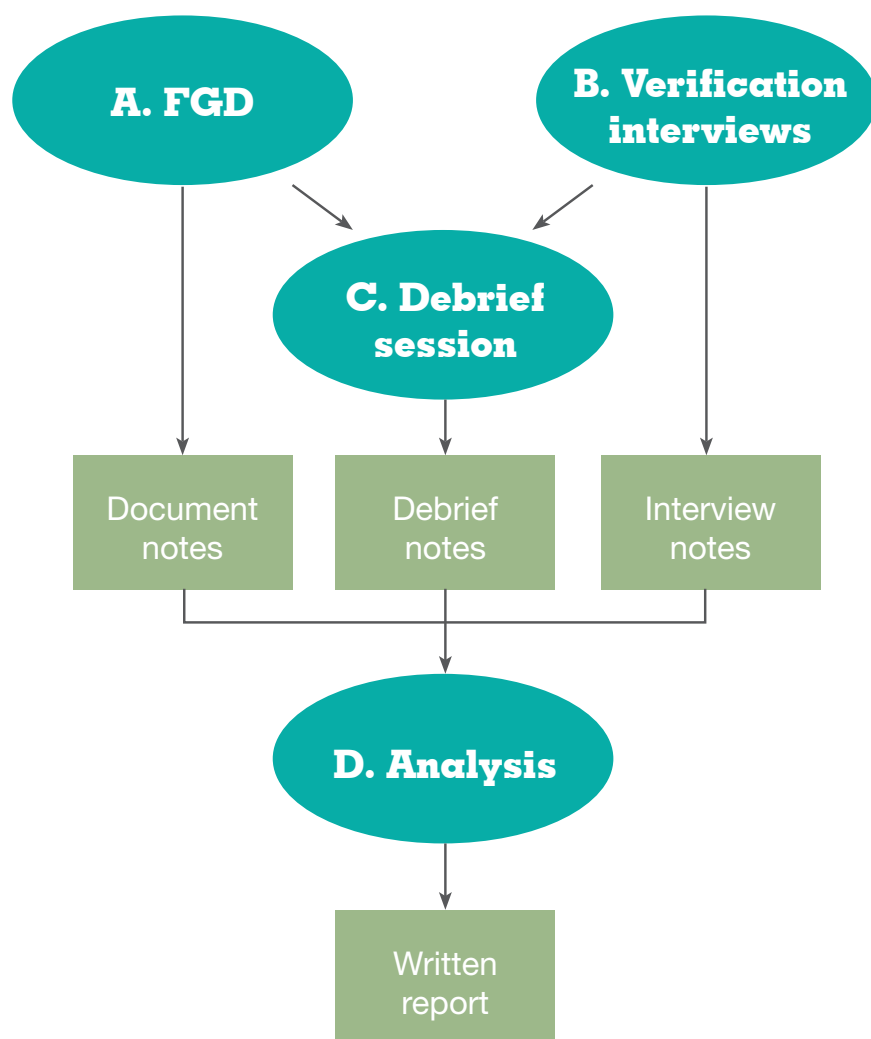 A. FGD
B. Verification
interviews
C. Debrief
session
Document
notes
Debrief
notes
Interview
notes
D. Analysis
Written
report